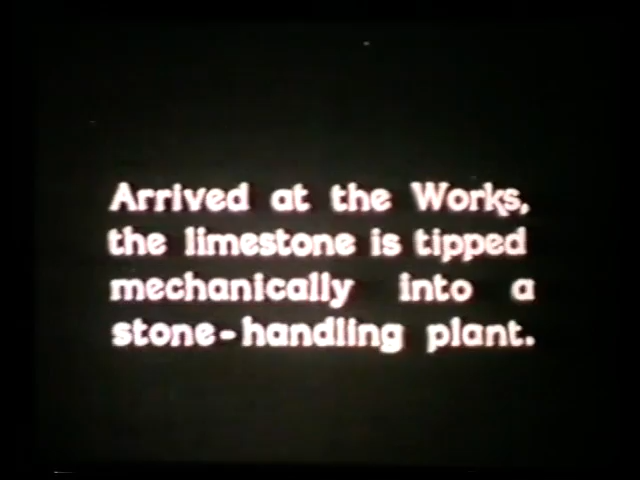 Arrived at the Works,
the limestone is tipped
mechanically into a
stone-handling plant.